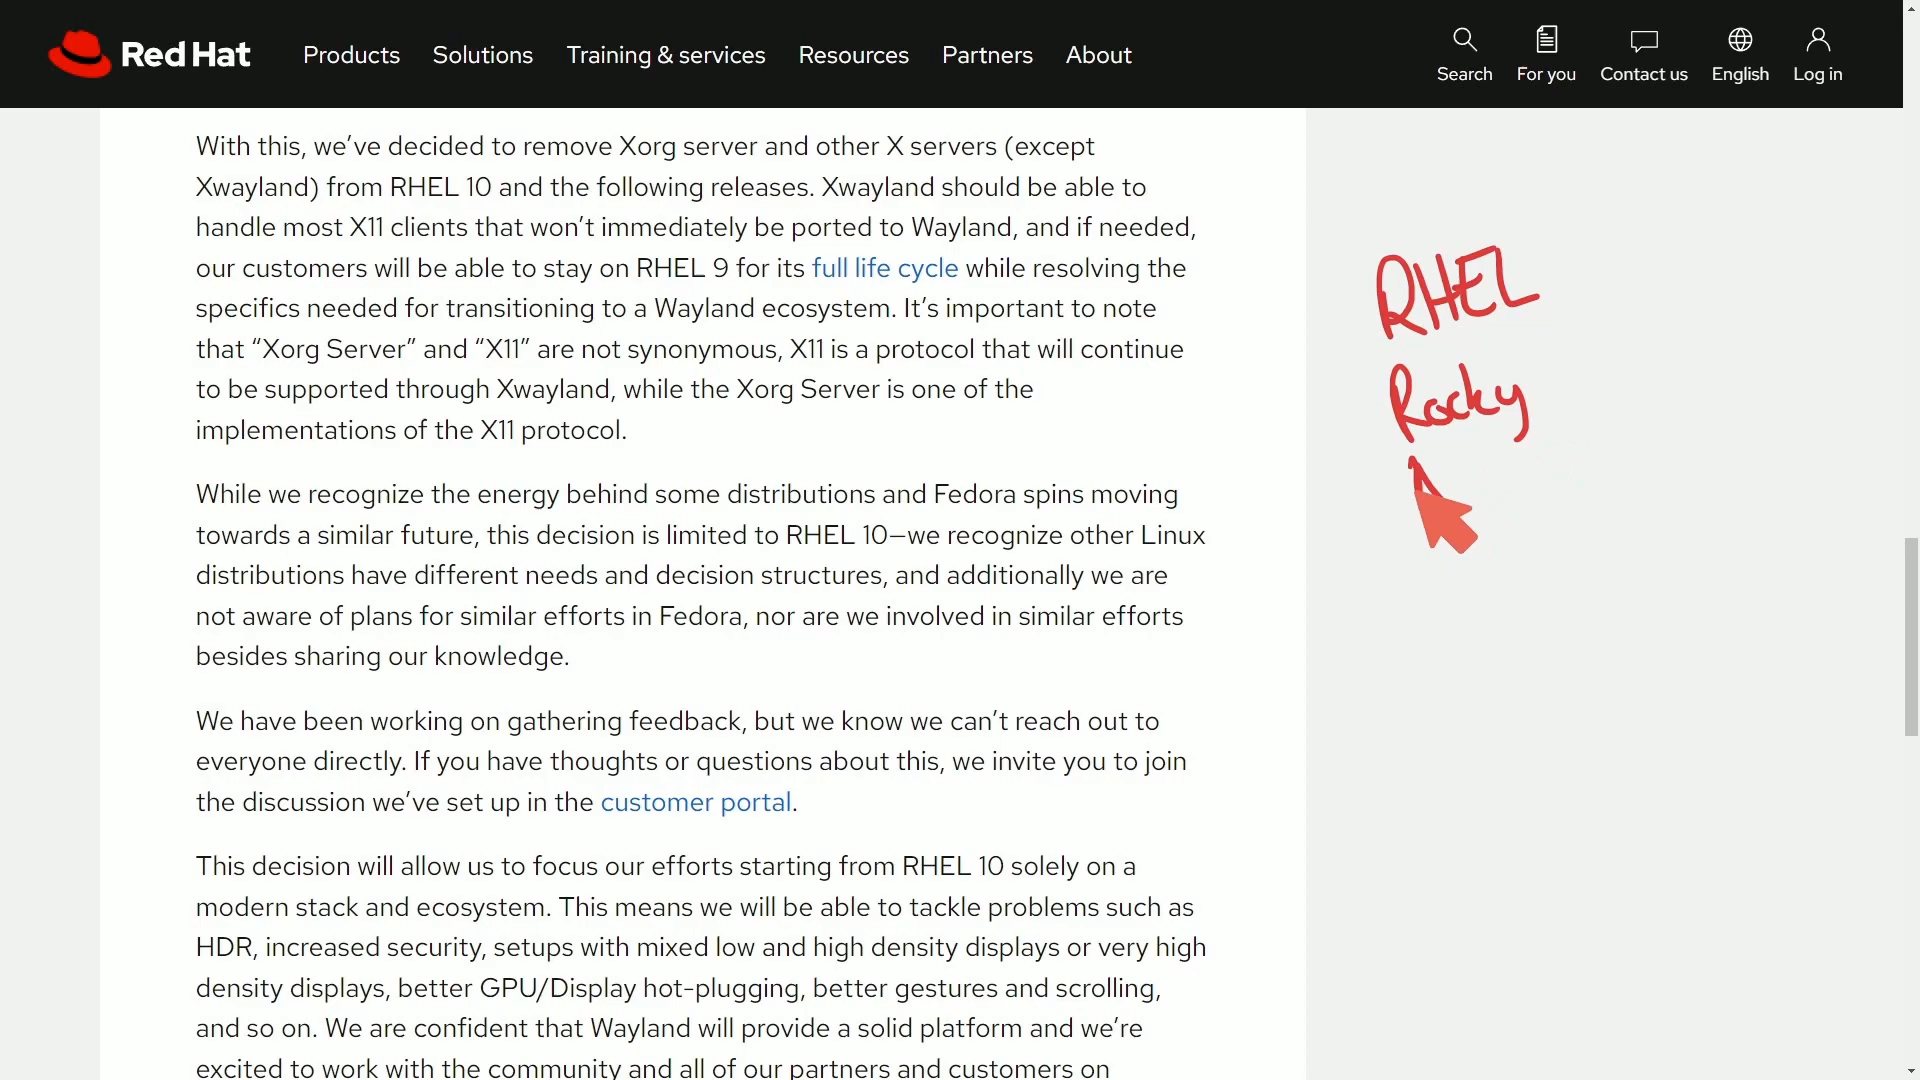 Red Hat
Products Solutions Training & services Resources Partners About
Search For you Contact us English Log in
With this, we’ve decided to remove Xorg server and other X servers (except
Xwayland) from RHEL 10 and the following releases. Xwayland should be able to
handle most X11 clients that won’t immediately be ported to Wayland, and if needed,
our customers will be able to stay on RHEL 9 for its full life cycle while resolving the
specifics needed for transitioning to a Wayland ecosystem. It’s important to note
that “Xorg Server” and “X11” are not synonymous, X11 is a protocol that will continue
to be supported through Xwayland, while the Xorg Server is one of the
implementations of the X11 protocol.
While we recognize the energy behind some distributions and Fedora spins moving
towards a similar future, this decision is limited to RHEL 10—we recognize other Linux
distributions have different needs and decision structures, and additionally we are
not aware of plans for similar efforts in Fedora, nor are we involved in similar efforts
besides sharing our knowledge.
We have been working on gathering feedback, but we know we can’t reach out to
everyone directly. If you have thoughts or questions about this, we invite you to join
the discussion we’ve set up in the customer portal.
This decision will allow us to focus our efforts starting from RHEL 10 solely on a
modern stack and ecosystem. This means we will be able to tackle problems such as
HDR, increased security, setups with mixed low and high density displays or very high
density displays, better GPU/Display hot-plugging, better gestures and scrolling,
and so on. We are confident that Wayland will provide a solid platform and we’re
excited to work with the community and all of our partners and customers on
RHEL
Rocky